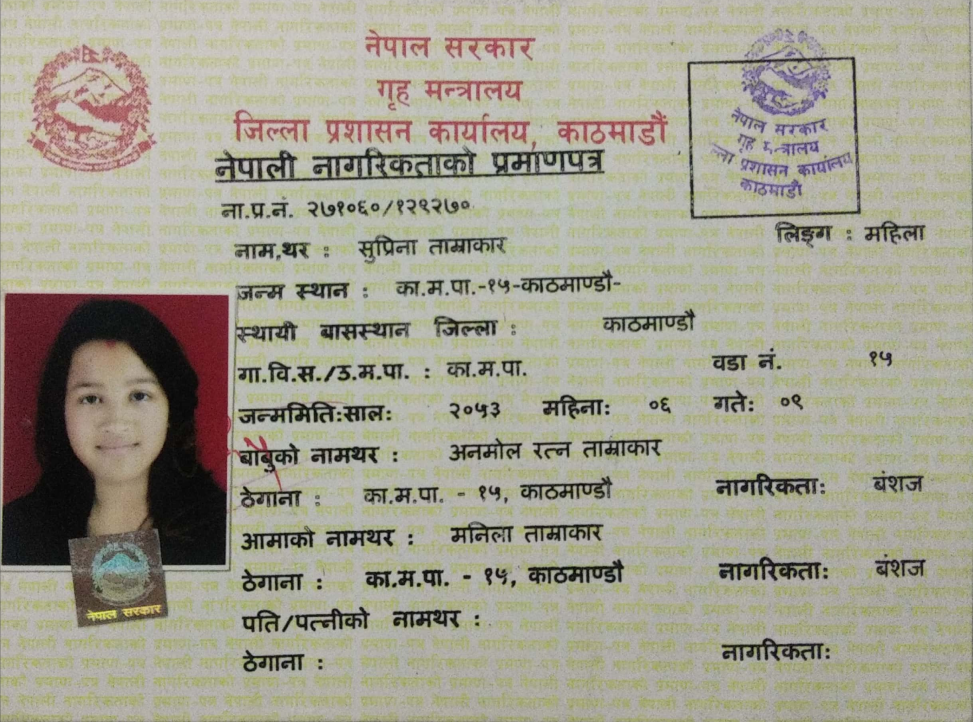 नेपाल सरकार
गृह मन्त्रालय
जिल्ला प्रशासन कार्यालय, काठमाडौं
नेपाली नागरिकताको प्रमाणपत्र
नेपाल सरकार
गृह मन्त्रालय
जिल्ला प्रशासन कार्यालय
काठमाडौं
ना.प्र.नं. २७१०६०/१२९२७०
नाम,थर : सुप्रिना ताम्राकार लिङ्ग : महिला
जन्म स्थान : का.म.पा.-१५-काठमाण्डौ-
स्थायी बासस्थान जिल्ला : काठमाण्डौ
गा.वि.स./उ.म.पा. : का.म.पा. वडा नं. १५
जन्ममिति:साल: २०५३ महिना: ०६ गते: ०९
बाबुको नामथर : अनमोल रत्न ताम्राकार
ठेगाना : का.म.पा. - १५, काठमाण्डौ नागरिकता: बंशज
आमाको नामथर : मनिला ताम्राकार
ठेगाना : का.म.पा. - १५, काठमाण्डौ नागरिकता: बंशज
पति/पत्नीको नामथर :
ठेगाना : नागरिकता:
नेपाल सरकार